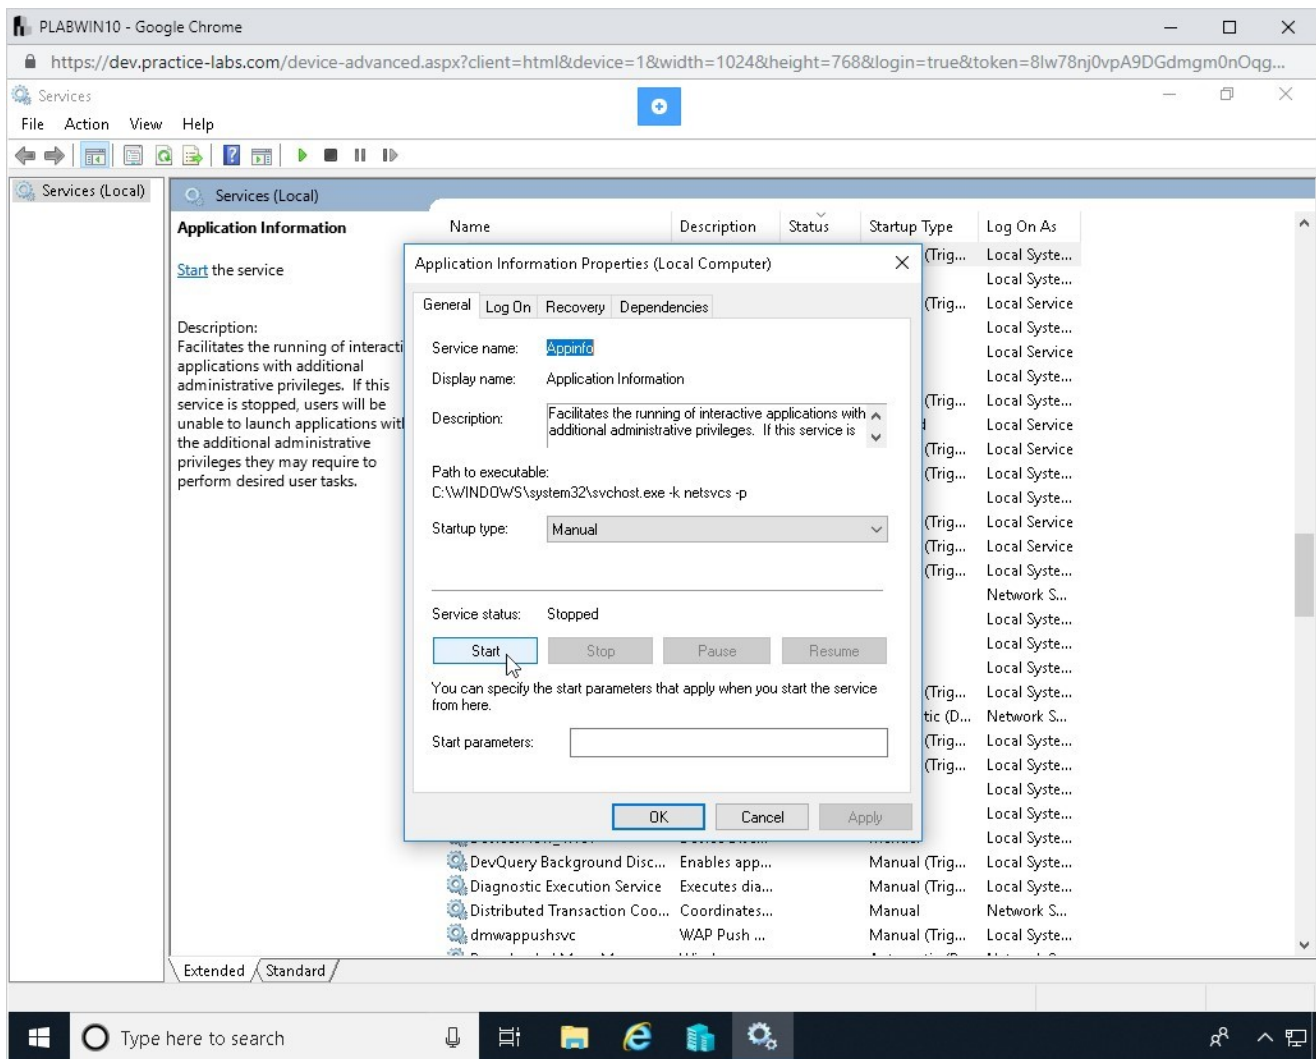 PLABWIN10 - Google Chrome
https://dev.practice-labs.com/device-advanced.aspx?client=html&device=1&width=1024&height=768&login=true&token=8lw78nj0vpA9DGdmgm0nOqg...
Services
File Action View Help
Services (Local)
Services (Local)
Application Information
Start the service
Description:
Facilitates the running of interacti
applications with additional
administrative privileges. If this
service is stopped, users will be
unable to launch applications wit
the additional administrative
privileges they may require to
perform desired user tasks.
Name Description Status Startup Type Log On As
(Trig... Local Syste...
Local Syste...
(Trig... Local Service
Local Syste...
Local Service
Local Syste...
(Trig... Local Syste...
Local Service
(Trig... Local Service
(Trig... Local Syste...
Local Syste...
(Trig... Local Service
(Trig... Local Service
(Trig... Local Syste...
Network S...
Local Syste...
Local Syste...
Local Syste...
(Trig... Local Syste...
tic (D... Network S...
(Trig... Local Syste...
(Trig... Local Syste...
Local Syste...
Local Syste...
Local Syste...
DevQuery Background Disc... Enables app... Manual (Trig... Local Syste...
Diagnostic Execution Service Executes dia... Manual (Trig... Local Syste...
Distributed Transaction Coo... Coordinates... Manual Network S...
dmwappushsvc WAP Push ... Manual (Trig... Local Syste...
Application Information Properties (Local Computer)
General Log On Recovery Dependencies
Service name: Appinfo
Display name: Application Information
Description: Facilitates the running of interactive applications with
additional administrative privileges. If this service is
Path to executable:
C:\WINDOWS\system32\svchost.exe -k netsvcs -p
Startup type: Manual
Service status: Stopped
Start Stop Pause Resume
You can specify the start parameters that apply when you start the service
from here.
Start parameters:
OK Cancel Apply
Extended Standard
Type here to search